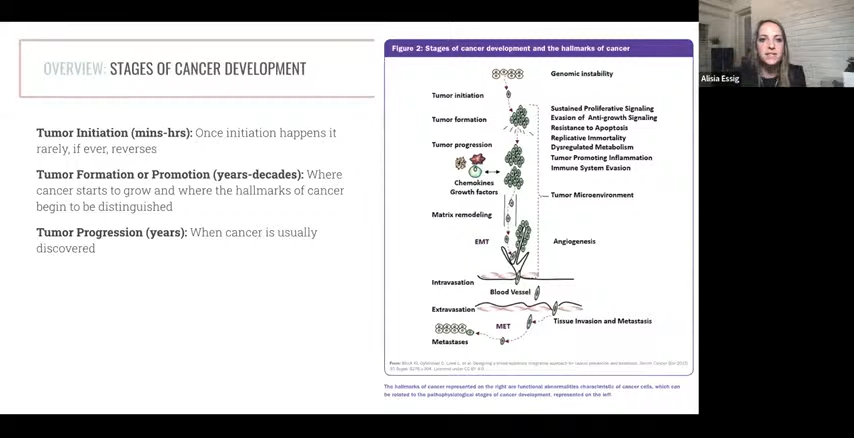 OVERVIEW: STAGES OF CANCER DEVELOPMENT
Tumor Initiation (mins-hrs): Once initiation happens it
rarely, if ever, reverses
Tumor Formation or Promotion (years-decades): Where
cancer starts to grow and where the hallmarks of cancer
begin to be distinguished
Tumor Progression (years): When cancer is usually
discovered
Figure 2: Stages of cancer development and the hallmarks of cancer
Genomic instability
Tumor initiation
Tumor formation
Sustained Proliferative Signaling
Evasion of Anti-growth Signaling
Resistance to Apoptosis
Replicative Immortality
Dysregulated Metabolism
Tumor Promoting Inflammation
Immune System Evasion
Tumor progression
Chemokines
Growth factors
Tumor Microenvironment
Matrix remodeling
EMT
Angiogenesis
Intravasation
Blood Vessel
Extravasation
Tissue Invasion and Metastasis
MET
Metastases
The hallmarks of cancer represented on the right are functional abnormalities characteristic of cancer cells, which can
be related to the pathophysiological stages of cancer development, represented on the left
Alisia Essig